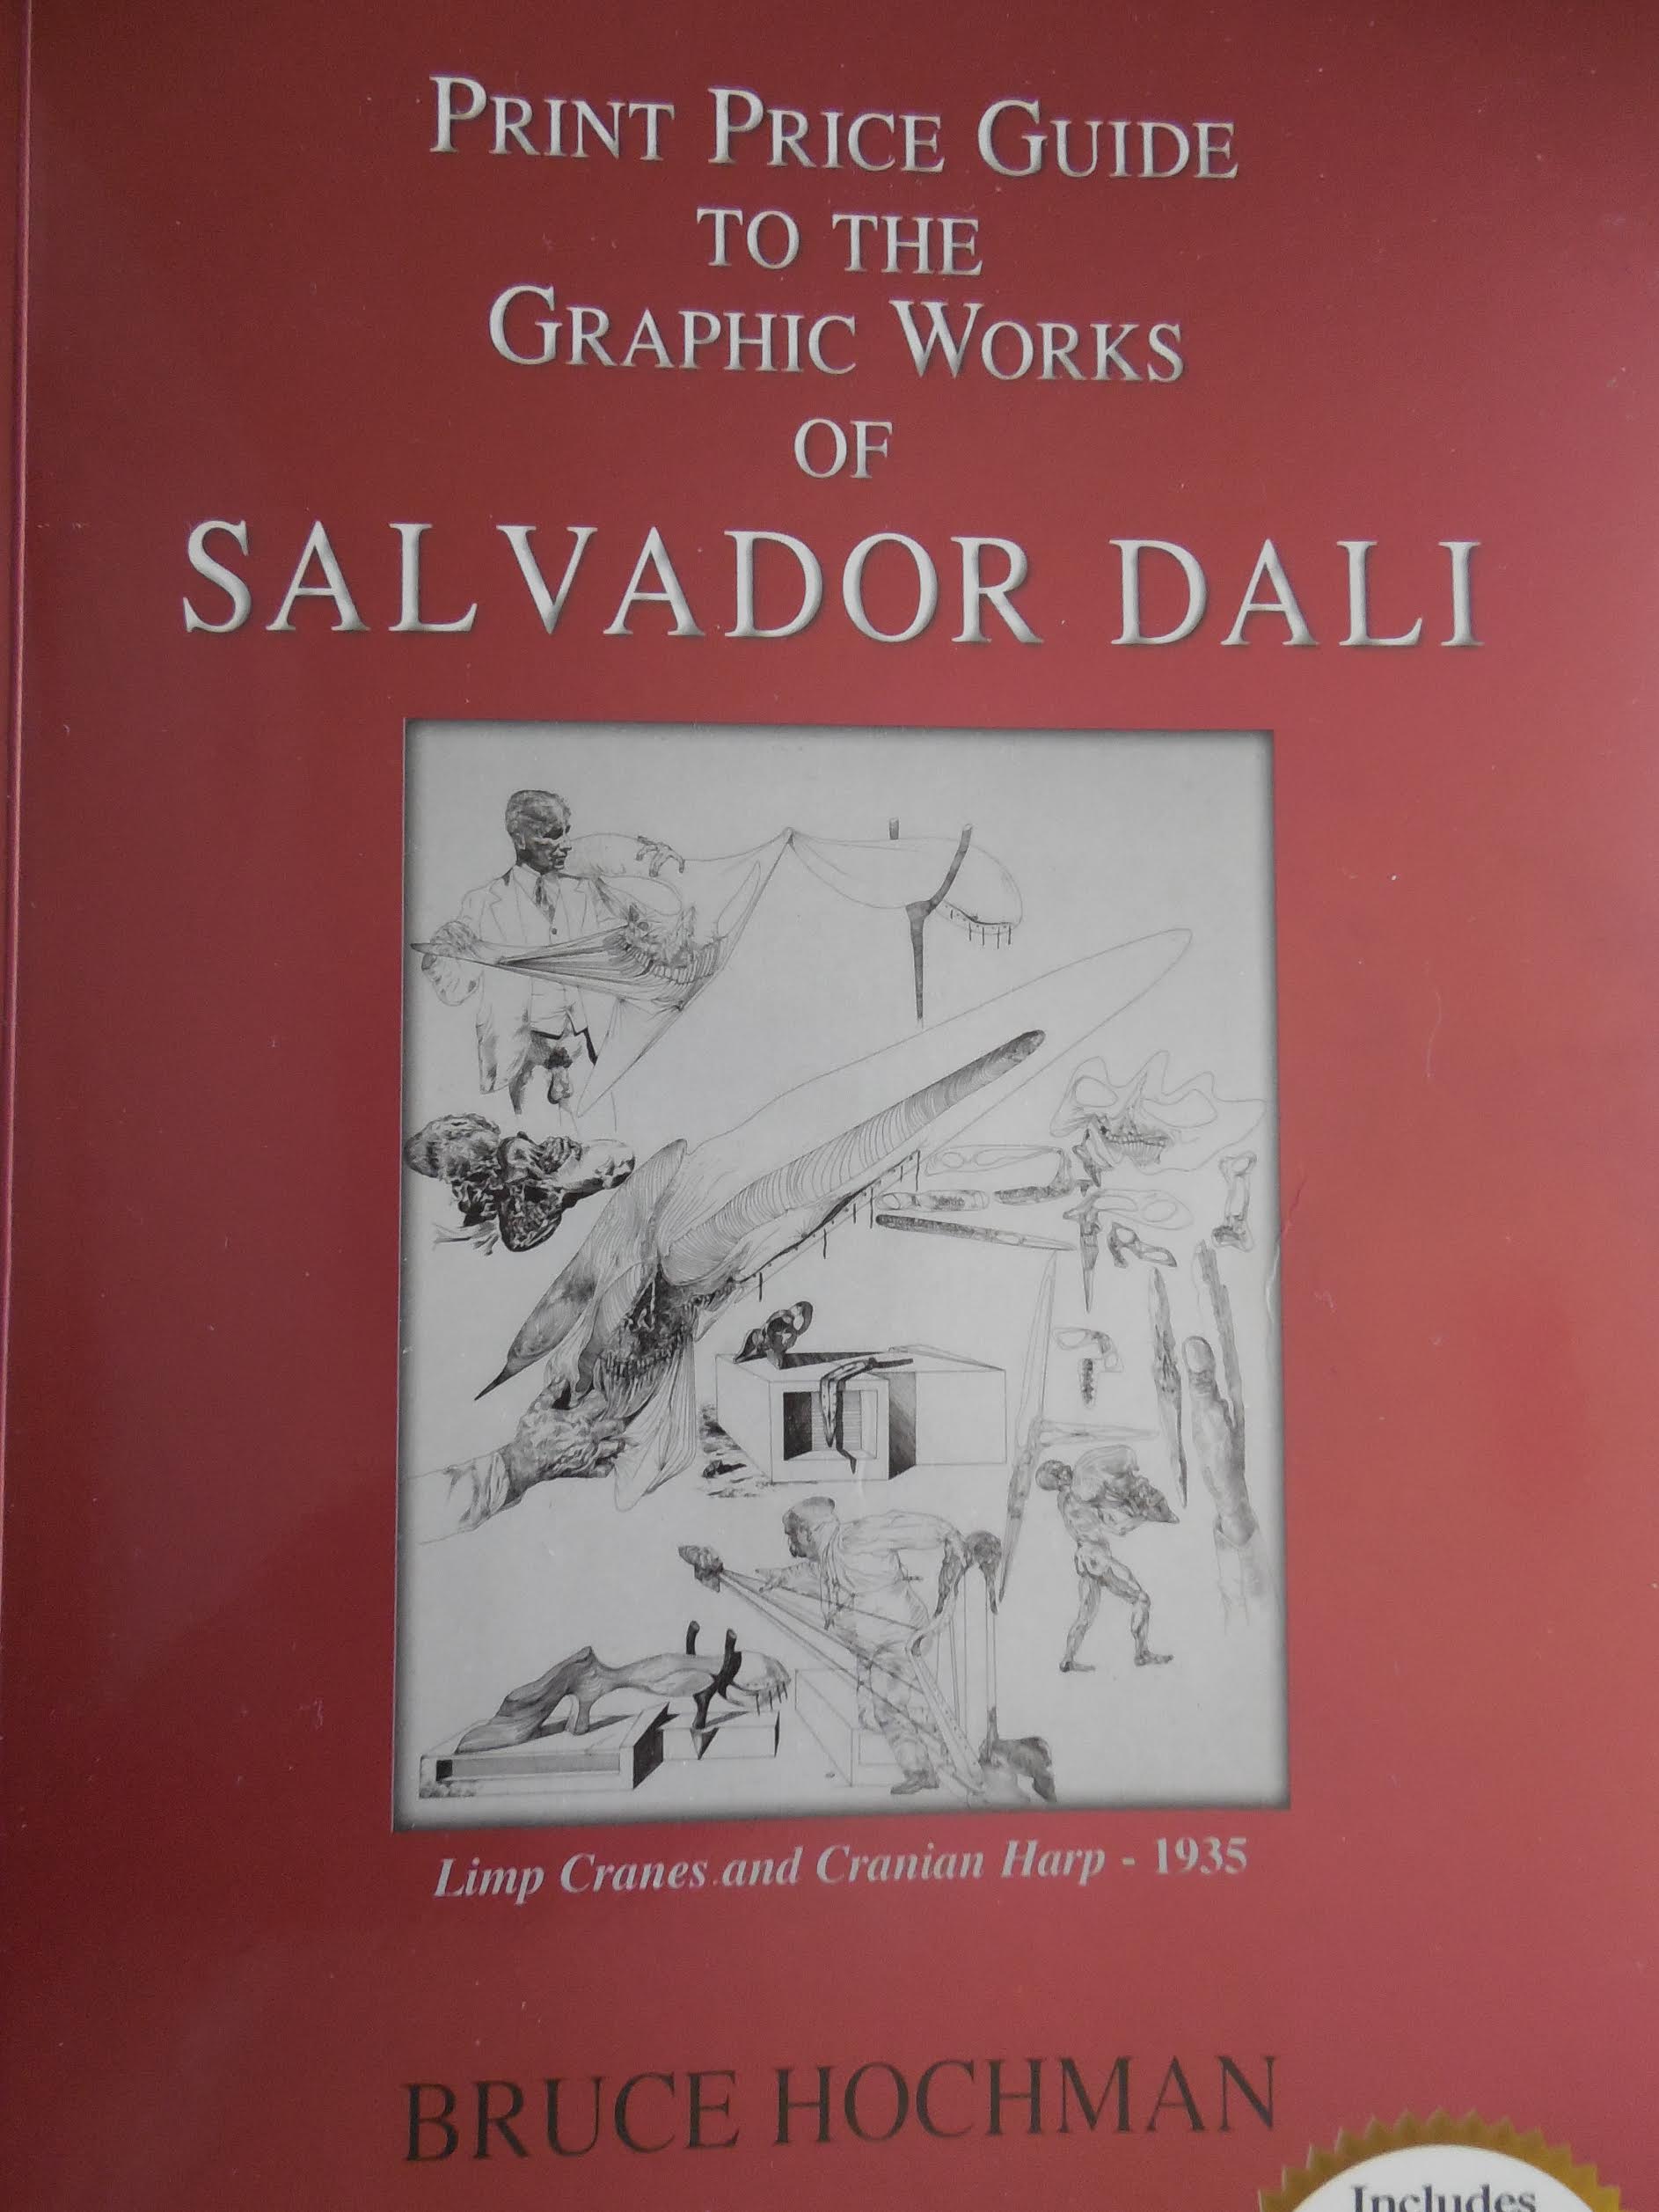 PRINT PRICE GUIDE
TO THE
GRAPHIC WORKS
OF
SALVADOR DALI
Limp Cranes and Cranian Harp - 1935
BRUCE HOCHMAN
Includes